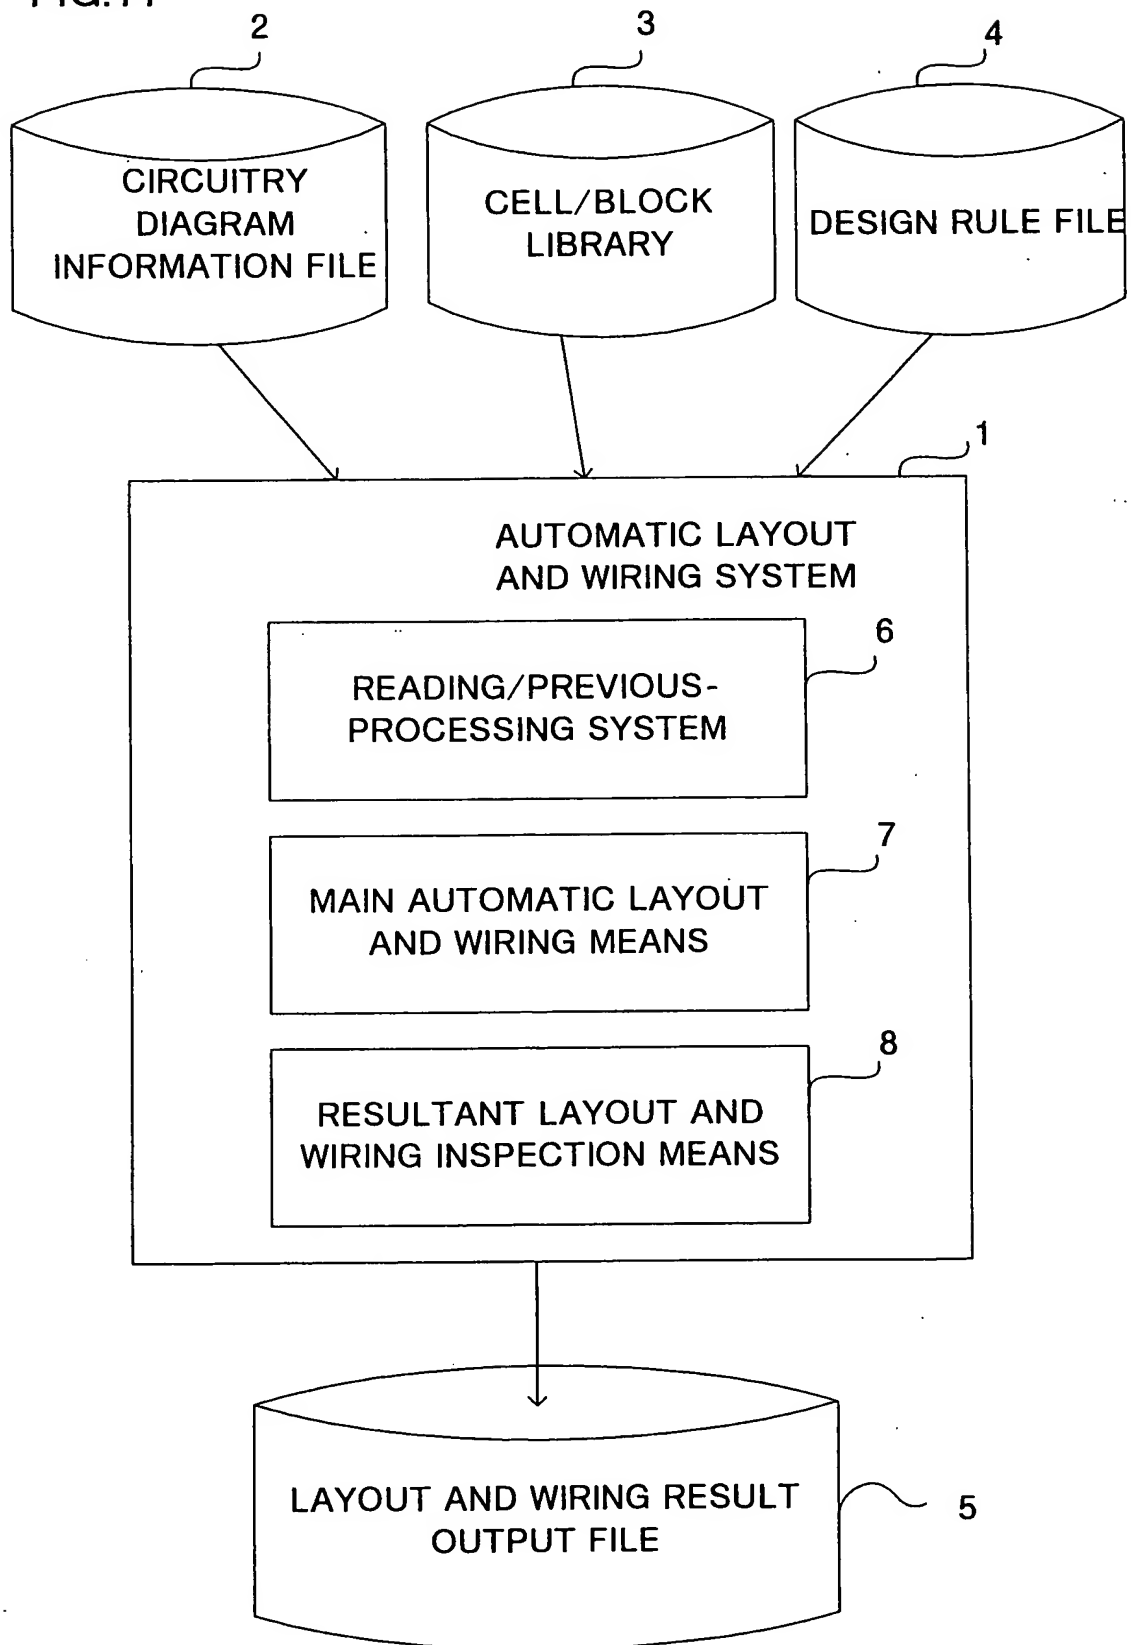 2
3
4
CIRCUITRY
DIAGRAM
INFORMATION FILE
CELL/BLOCK
LIBRARY
DESIGN RULE FILE
1
AUTOMATIC LAYOUT
AND WIRING SYSTEM
6
READING/PREVIOUS-
PROCESSING SYSTEM
7
MAIN AUTOMATIC LAYOUT
AND WIRING MEANS
8
RESULTANT LAYOUT AND
WIRING INSPECTION MEANS
LAYOUT AND WIRING RESULT
OUTPUT FILE
5